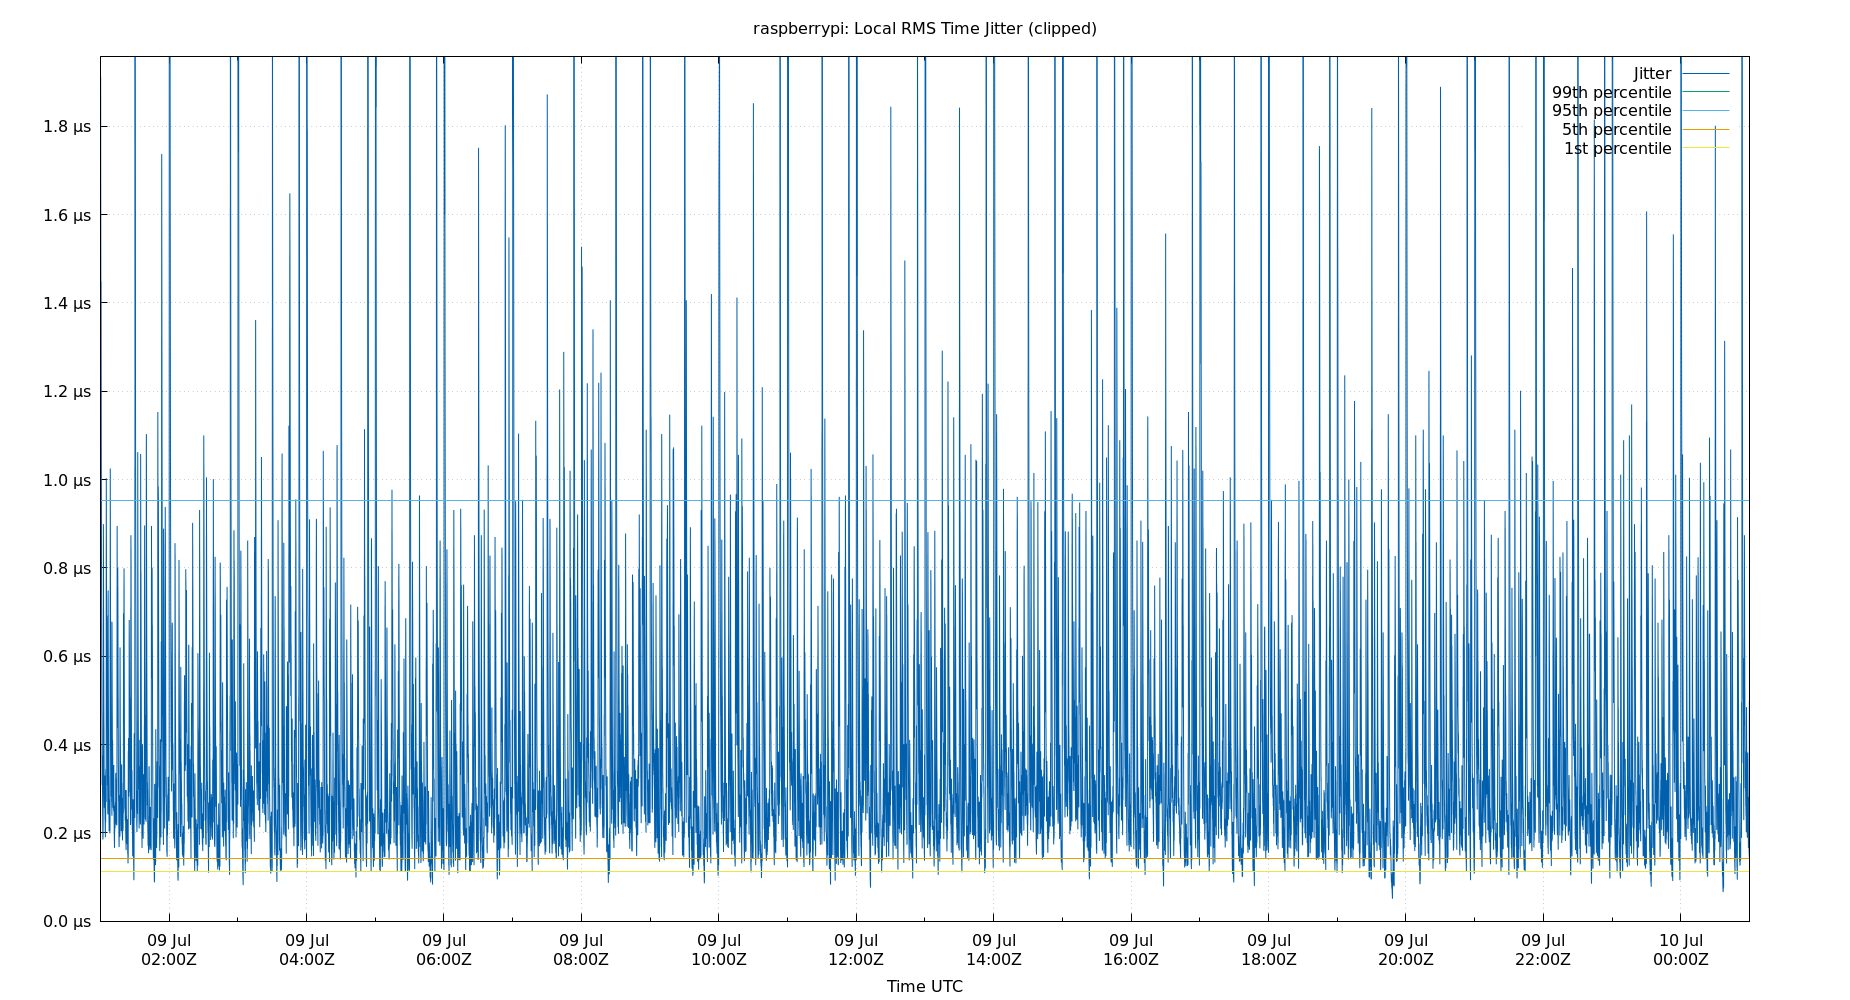 raspberrypi: Local RMS Time Jitter (clipped)
Jitter
99th percentile
95th percentile
5th percentile
1st percentile
1.8 μs
1.6 μs
1.4 μs
1.2 μs
1.0 μs
0.8 μs
0.6 μs
0.4 μs
0.2 μs
0.0 μs
09 Jul 09 Jul 09 Jul 09 Jul 09 Jul 09 Jul 09 Jul 09 Jul 09 Jul 09 Jul 09 Jul 10 Jul
02:00Z 04:00Z 06:00Z 08:00Z 10:00Z 12:00Z 14:00Z 16:00Z 18:00Z 20:00Z 22:00Z 00:00Z
Time UTC